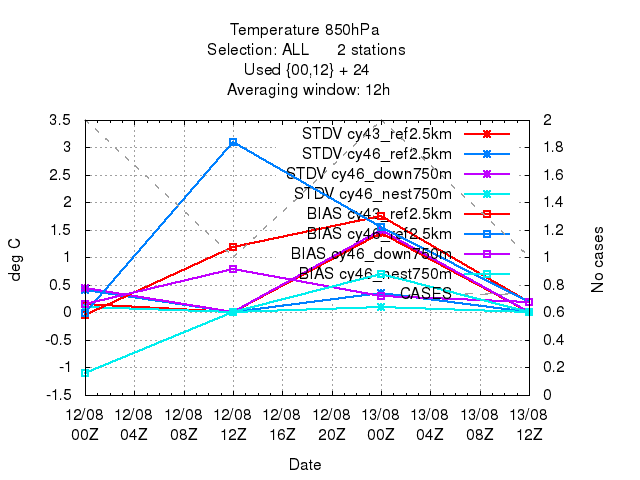 Temperature 850hPa
Selection: ALL 2 stations
Used {00,12} + 24
Averaging window: 12h
STDV cy43_ref2.5km
STDV cy46_ref2.5km
STDV cy46_down750m
STDV cy46_nest750m
BIAS cy43_ref2.5km
BIAS cy46_ref2.5km
BIAS cy46_down750m
BIAS cy46_nest750m
CASES
deg C
3.5
3
2.5
2
1.5
1
0.5
0
-0.5
-1
-1.5
No cases
2
1.8
1.6
1.4
1.2
1
0.8
0.6
0.4
0.2
0
12/08 12/08 12/08 12/08 12/08 12/08 13/08 13/08 13/08 13/08
00Z 04Z 08Z 12Z 16Z 20Z 00Z 04Z 08Z 12Z
Date